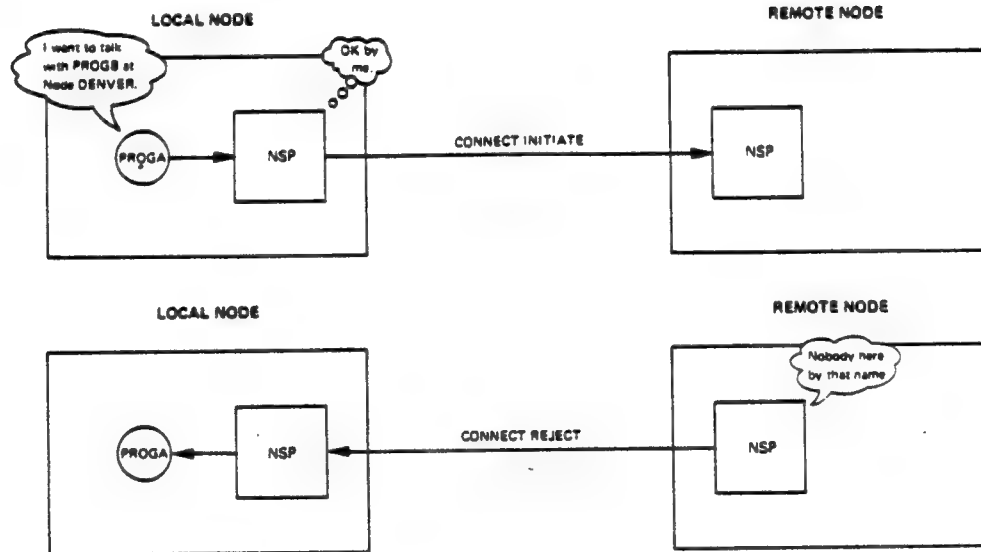 LOCAL NODE
REMOTE NODE
I want to talk
with PROGB at
Node DENVER.
OK by
me.
PROGA
NSP
CONNECT INITIATE
NSP
LOCAL NODE
REMOTE NODE
Nobody here
by that name
PROGA
NSP
CONNECT REJECT
NSP